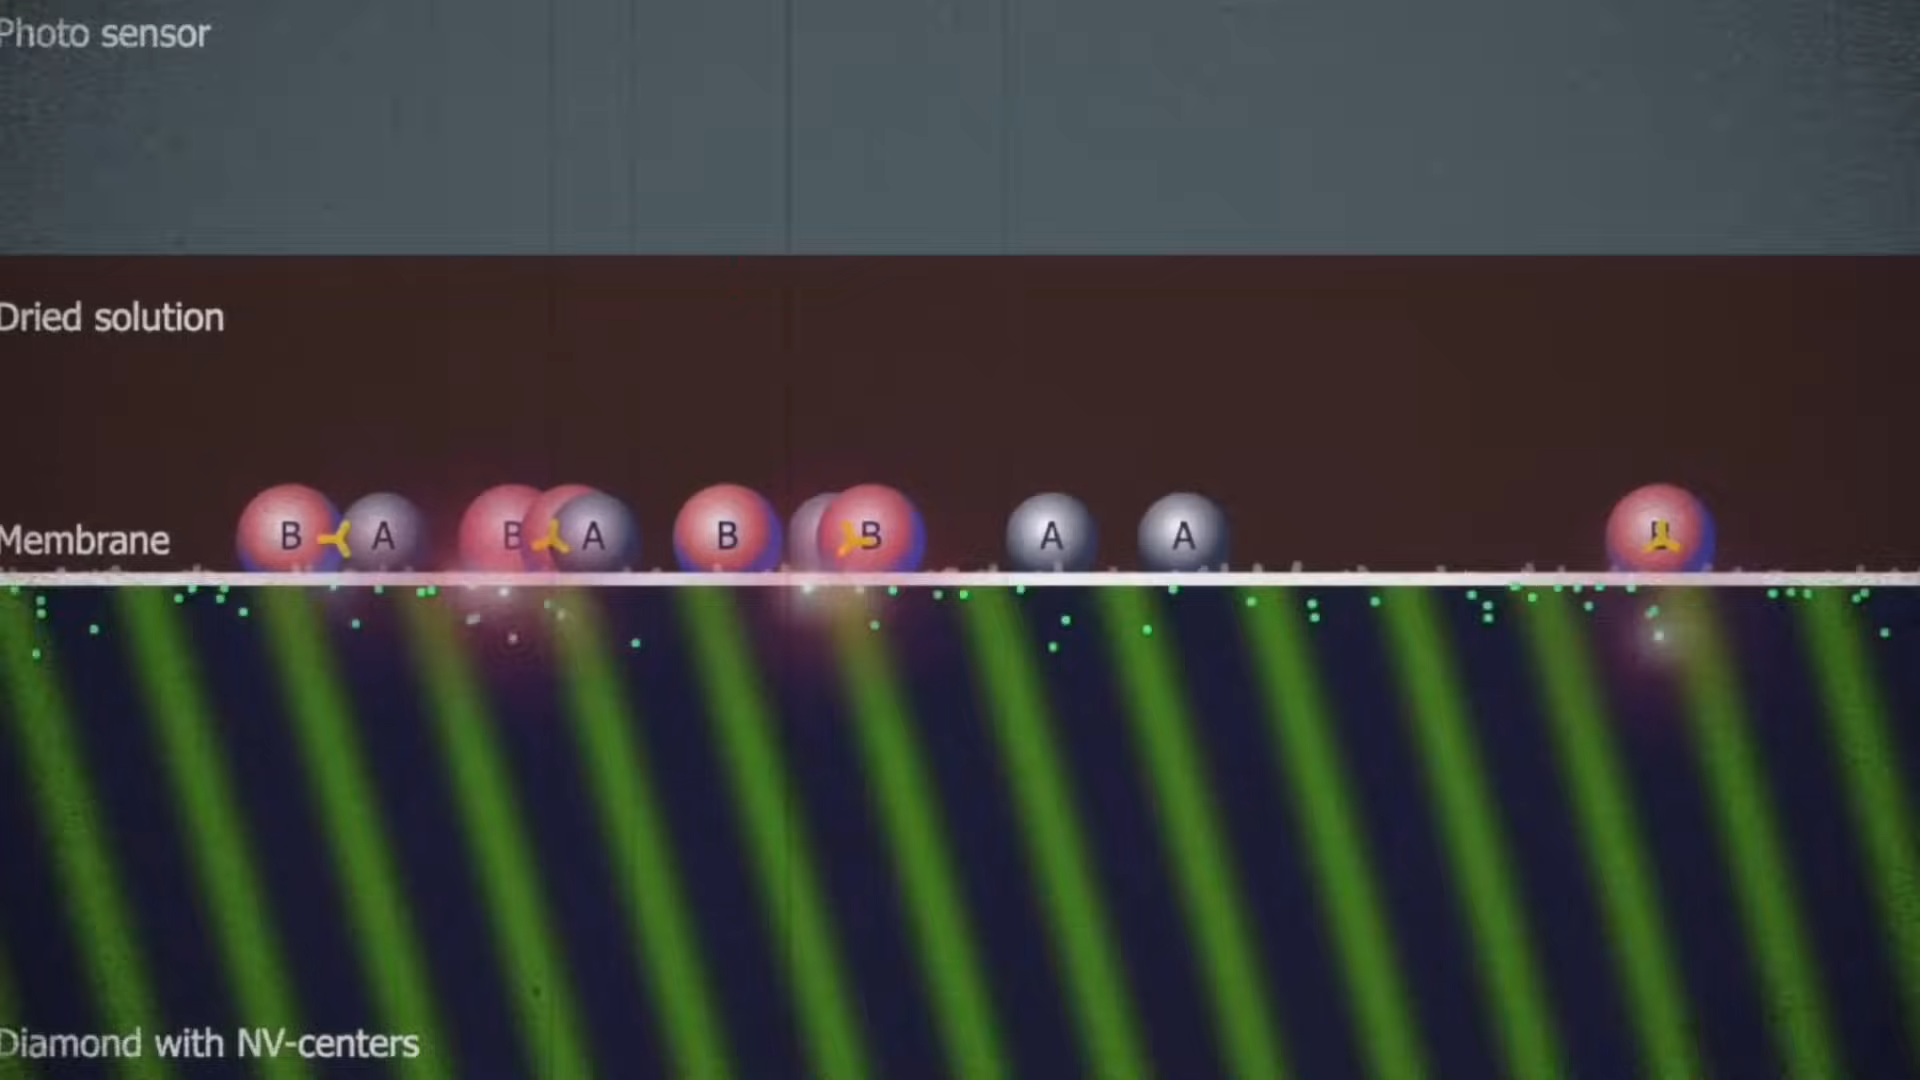 Photo sensor
Dried solution
B A B A B B A A B
Membrane
Diamond with NV-centers